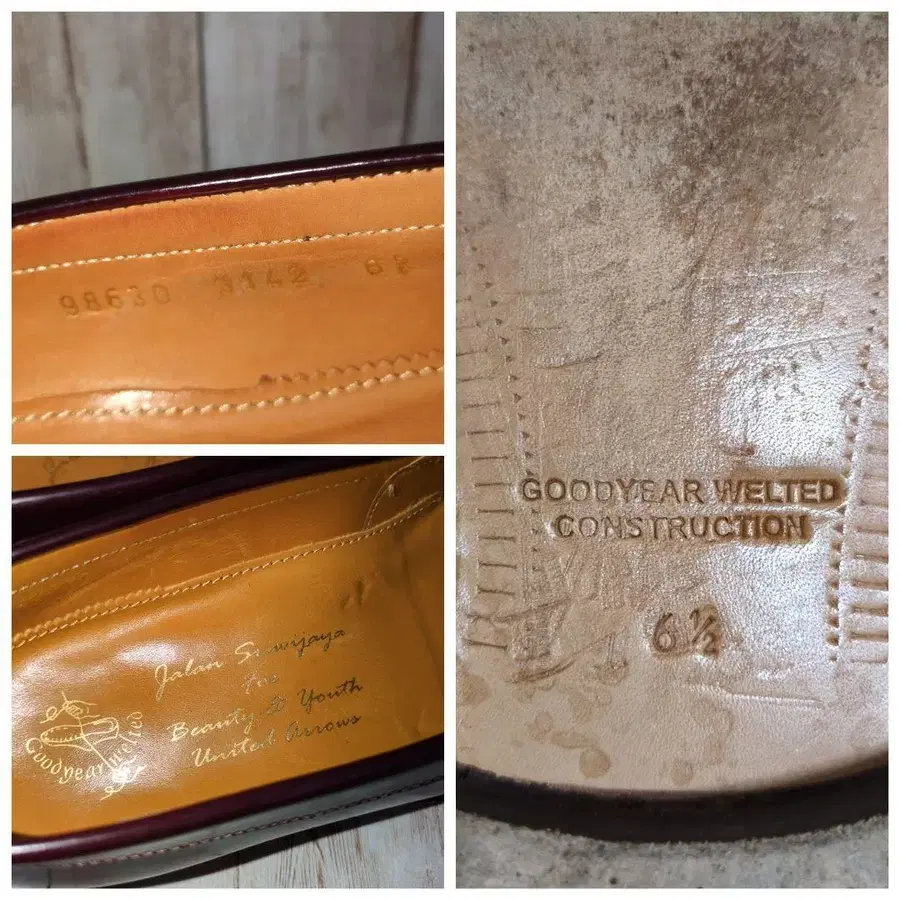 98630 3142 6½
Jalan Sriwijaya
For
Beauty & Youth
United Arrows
Goodyear welted
GOODYEAR WELTED
CONSTRUCTION
6½